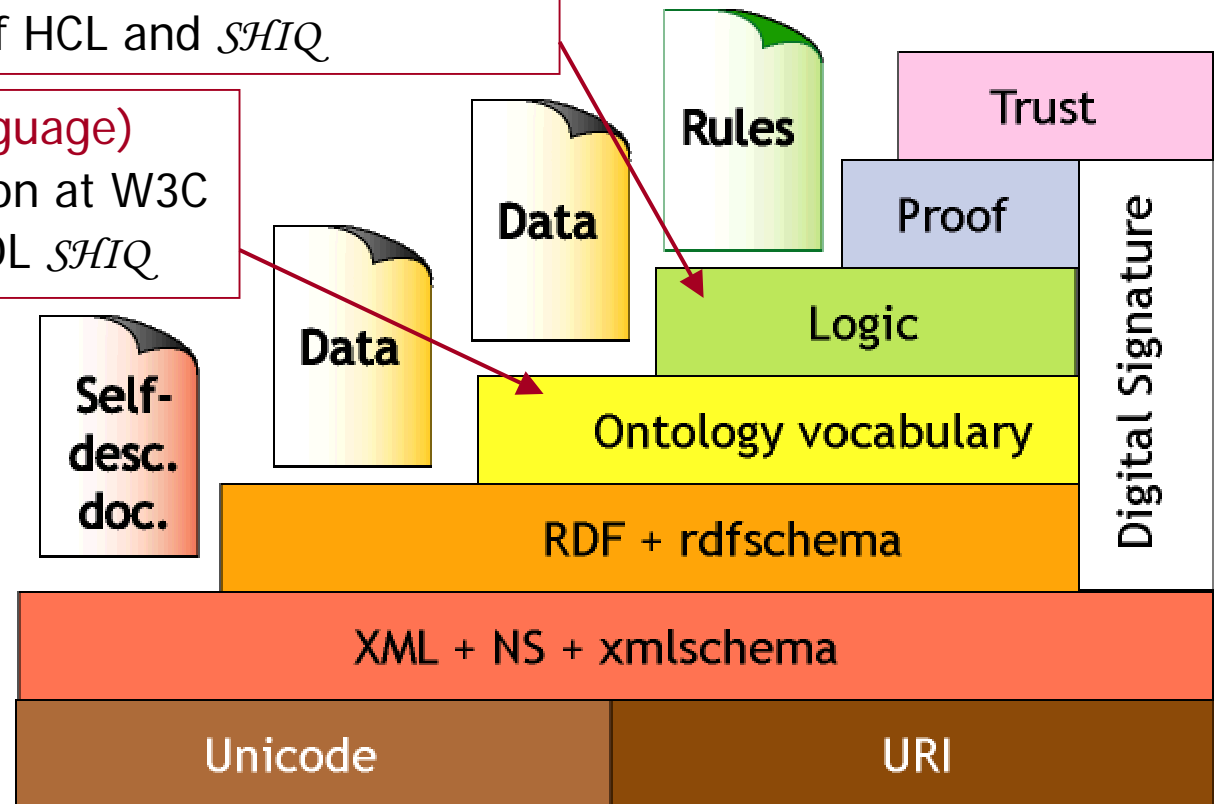 f HCL and SHIQ
guage)
on at W3C
OL SHIQ
Rules
Trust
Data
Proof
Data
Logic
Digital Signature
Self-
desc.
doc.
Ontology vocabulary
RDF + rdfschema
XML + NS + xmlschema
Unicode
URI